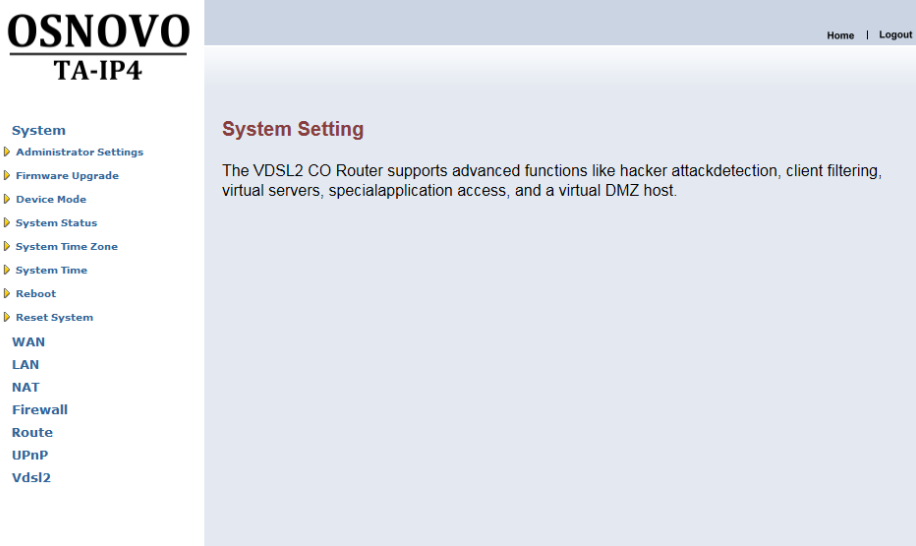 OSNOVO
TA-IP4
Home | Logout
System
Administrator Settings
Firmware Upgrade
Device Mode
System Status
System Time Zone
System Time
Reboot
Reset System
WAN
LAN
NAT
Firewall
Route
UPnP
Vdsl2
System Setting
The VDSL2 CO Router supports advanced functions like hacker attackdetection, client filtering,
virtual servers, specialapplication access, and a virtual DMZ host.